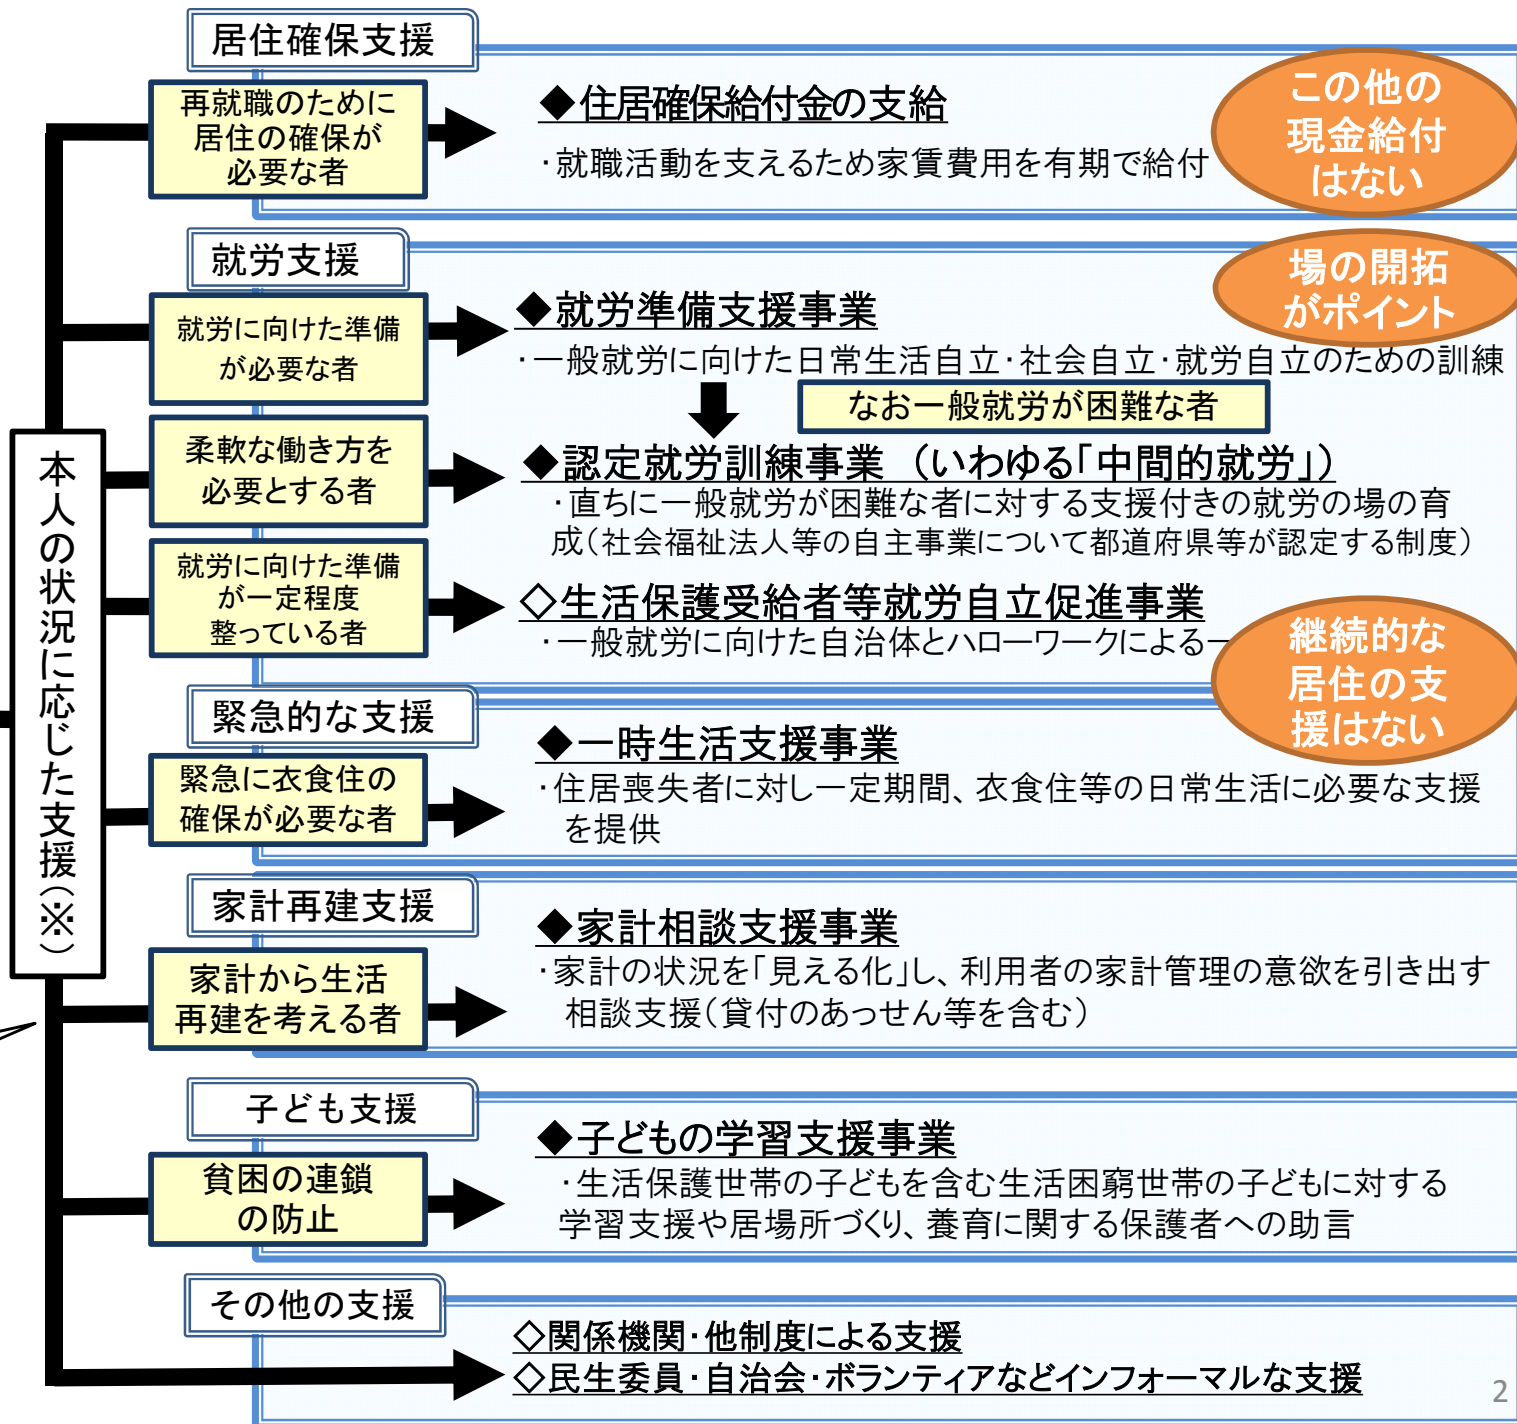 居住確保支援
再就職のために
居住の確保が
必要な者
◆住居確保給付金の支給
・就職活動を支えるため家賃費用を有期で給付
この他の
現金給付
はない
就労支援
場の開拓
がポイント
就労に向けた準備
が必要な者
◆就労準備支援事業
・一般就労に向けた日常生活自立・社会自立・就労自立のための訓練
なお一般就労が困難な者
柔軟な働き方を
必要とする者
◆認定就労訓練事業 （いわゆる「中間的就労」）
・直ちに一般就労が困難な者に対する支援付きの就労の場の育
成（社会福祉法人等の自主事業について都道府県等が認定する制度）
就労に向けた準備
が一定程度
整っている者
◇生活保護受給者等就労自立促進事業
・一般就労に向けた自治体とハローワークによる一
継続的な
居住の支
援はない
本人の状況に応じた支援（※）
緊急的な支援
緊急に衣食住の
確保が必要な者
◆一時生活支援事業
・住居喪失者に対し一定期間、衣食住等の日常生活に必要な支援
を提供
家計再建支援
家計から生活
再建を考える者
◆家計相談支援事業
・家計の状況を「見える化」し、利用者の家計管理の意欲を引き出す
相談支援（貸付のあっせん等を含む）
子ども支援
貧困の連鎖
の防止
◆子どもの学習支援事業
・生活保護世帯の子どもを含む生活困窮世帯の子どもに対する
学習支援や居場所づくり、養育に関する保護者への助言
その他の支援
◇関係機関・他制度による支援
◇民生委員・自治会・ボランティアなどインフォーマルな支援
2